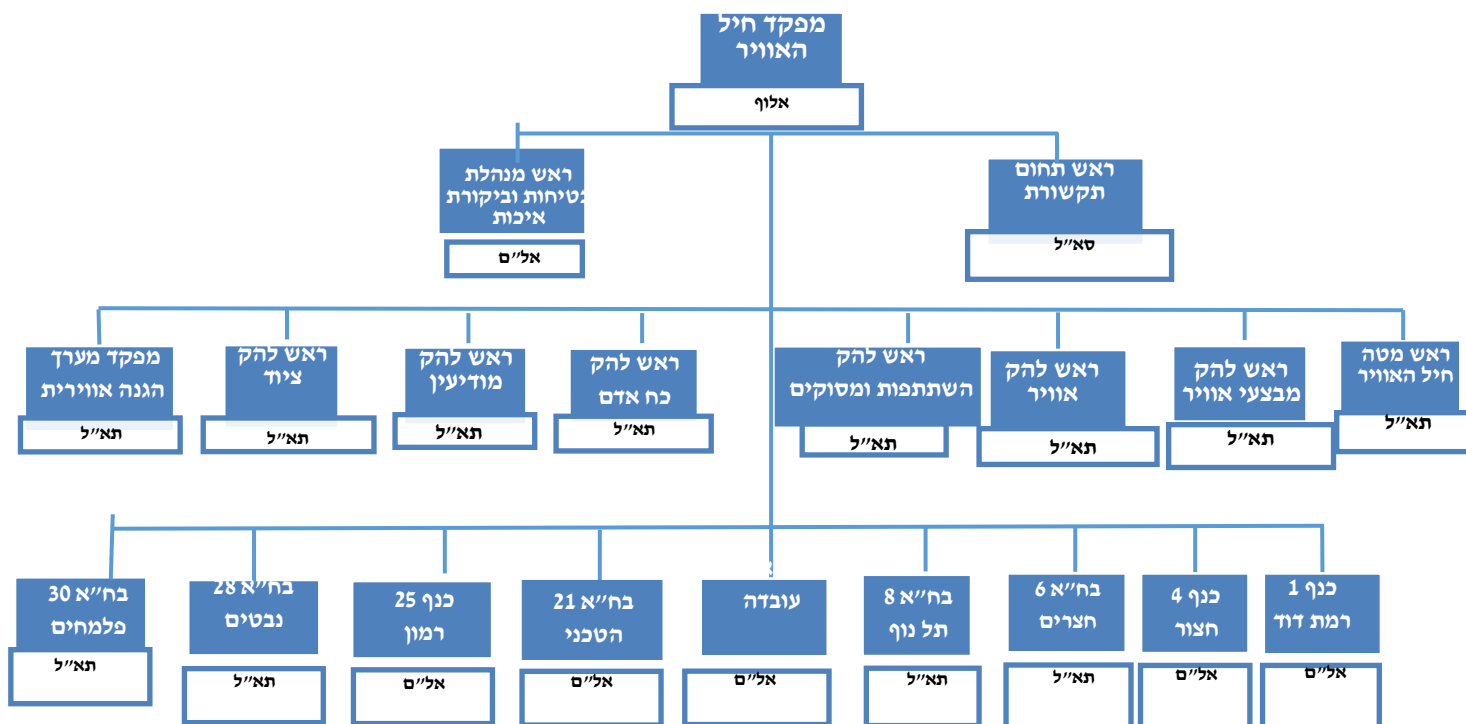 מפקד חיל
האוויר
אלוף
ראש תחום
תקשורת
סא״ל
ראש מנהלת
בטיחות וביקורת
איכות
אל״ם
ראש מטה
חיל האוויר
תא״ל
ראש להק
מבצעי אוויר
תא״ל
ראש להק
אוויר
תא״ל
ראש להק
השתתפות ומסוקים
תא״ל
ראש להק
כח אדם
תא״ל
ראש להק
מודיעין
תא״ל
ראש להק
ציוד
תא״ל
מפקד מערך
הגנה אווירית
תא״ל
כנף 1
רמת דוד
אל״ם
כנף 4
חצור
אל״ם
בח״א 6
חצרים
תא״ל
בח״א 8
תל נוף
תא״ל
עובדה
אל״ם
בח״א 21
הטכני
אל״ם
כנף 25
רמון
אל״ם
בח״א 28
נבטים
תא״ל
בח״א 30
פלמחים
תא״ל